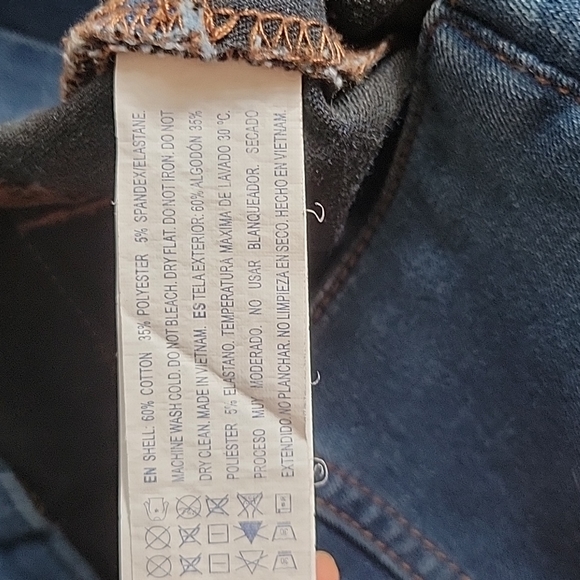 EN SHELL: 60% COTTON 35% POLYESTER 5% SPANDEX/ELASTANE.
MACHINE WASH COLD. DO NOT BLEACH. DRY FLAT. DO NOT IRON. DO NOT
DRY CLEAN. MADE IN VIETNAM. ES TELA EXTERIOR: 60% ALGODÓN 35%
POLIÉSTER 5% ELASTANO. TEMPERATURA MÁXIMA DE LAVADO 30 °C.
PROCESO MUY MODERADO. NO USAR BLANQUEADOR. SECADO
EXTENDIDO. NO PLANCHAR. NO LIMPIEZA EN SECO. HECHO EN VIETNAM.